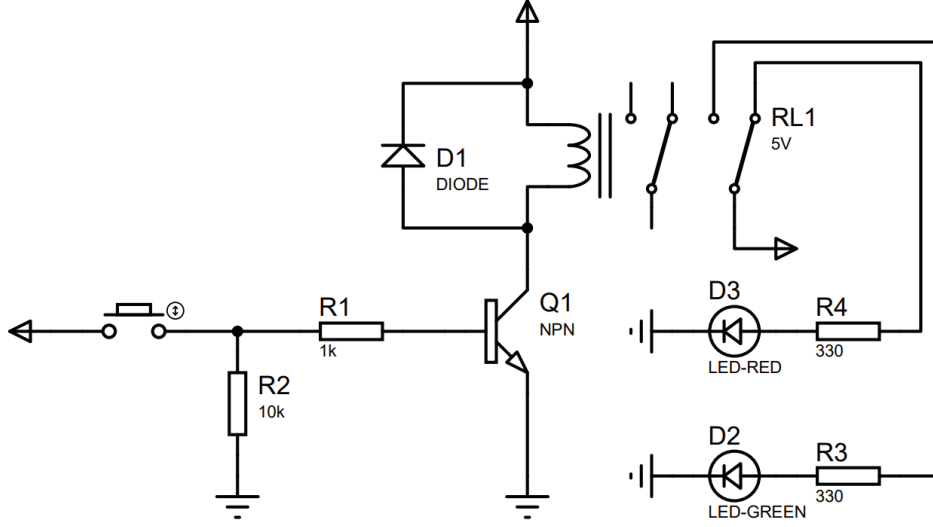 RL1
5V
D1
DIODE
R1
1k
Q1
NPN
R2
10k
D3
LED-RED
R4
330
D2
LED-GREEN
R3
330